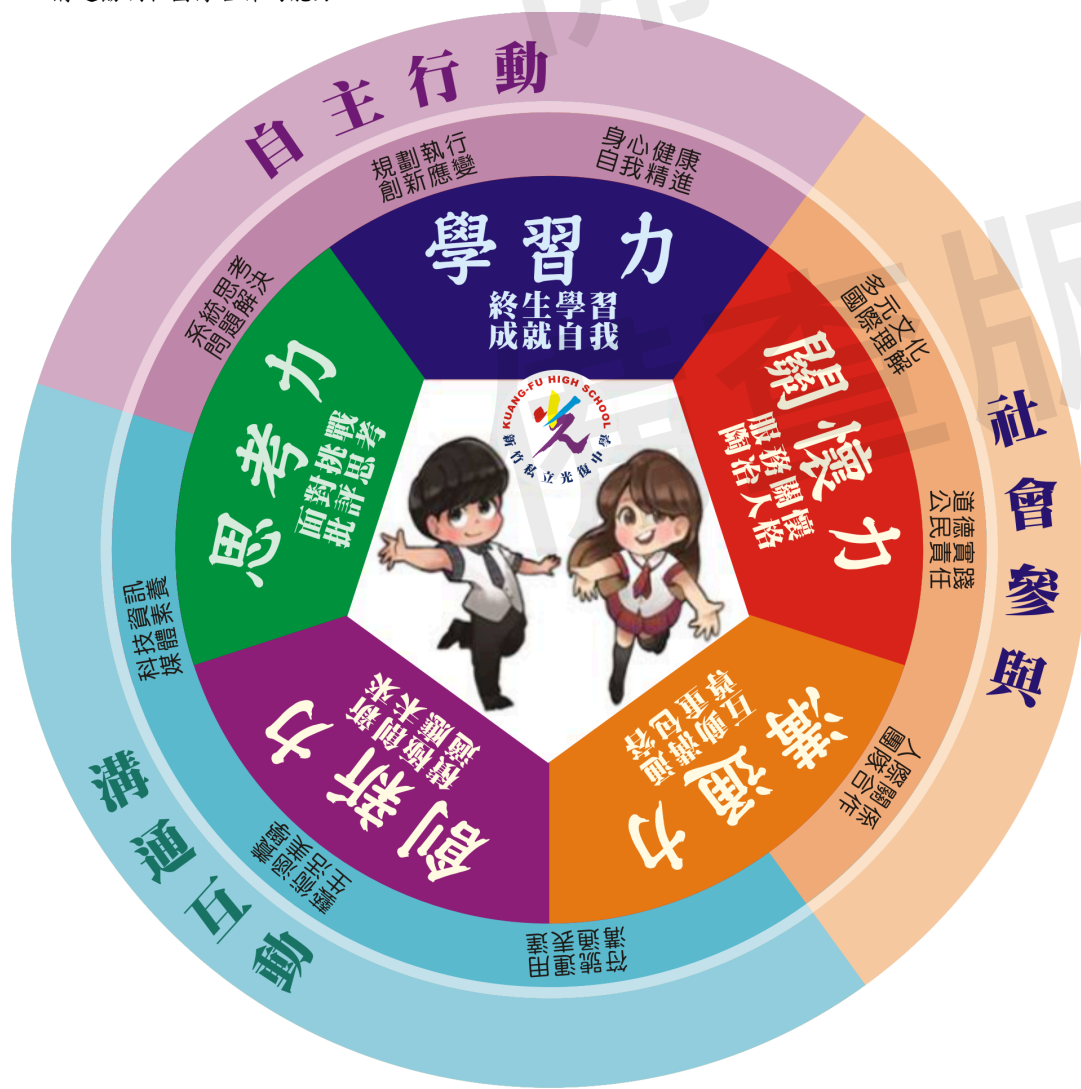 自主行動
規劃執行
創新應變
身心健康
自我精進
系統思考
問題解決
學習力
終生學習
成就自我
KUANG-FU HIGH SCHOOL
新竹私立光復中學
關懷力
服務關懷
陶冶人格
多元文化
國際理解
道德實踐
公民責任
人際關係
團隊合作
社會參與
溝通力
互動溝通
尊重包容
思考力
面對挑戰
批評思考
創新力
積極創新
適應未來
科技資訊
媒體素養
藝術涵養
生活美學
符號運用
溝通表達
溝通互動